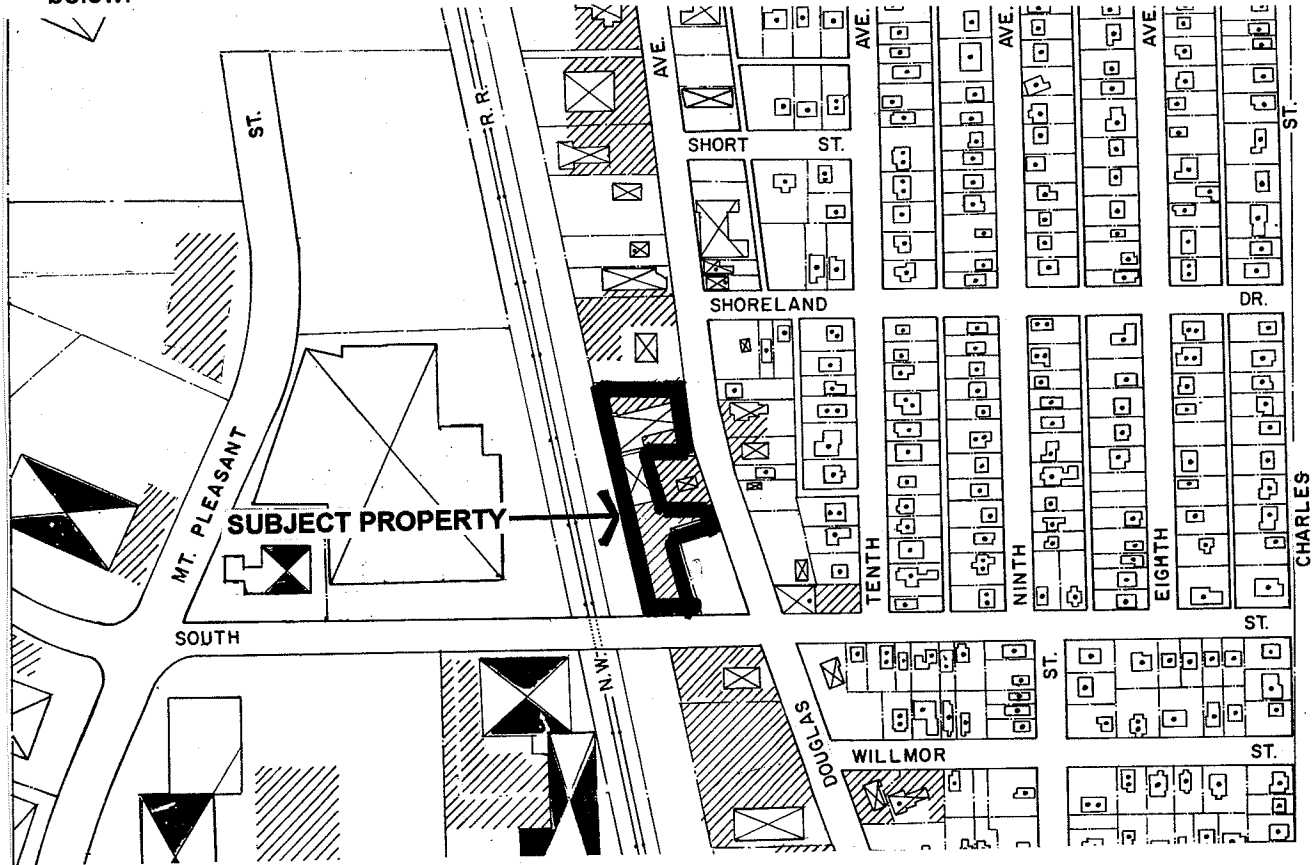 below.
ST.
R. R.
AVE.
AVE.
AVE.
AVE.
ST.
SHORT ST.
SHORELAND DR.
MT. PLEASANT
SUBJECT PROPERTY
TENTH
NINTH
EIGHTH
CHARLES
SOUTH ST.
N.W.
ST.
DOUGLAS
WILLMOR ST.